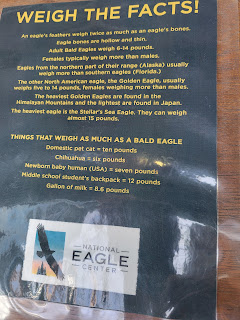 WEIGH THE FACTS!
An eagle's feathers weigh twice as much as an eagle's bones.
Eagle bones are hollow and thin.
Adult Bald Eagles weigh 6-14 pounds.
Females typically weigh more than males.
Eagles from the northern part of their range (Alaska) usually
weigh more than southern eagles (Florida.)
The other North American eagle, the Golden Eagle, usually
weighs five to 14 pounds, females weighing more than males.
The heaviest Golden Eagles are found in the
Himalayan Mountains and the lightest are found in Japan.
The heaviest eagle is the Stellar's Sea Eagle. They can weigh
almost 15 pounds.
THINGS THAT WEIGH AS MUCH AS A BALD EAGLE
Domestic pet cat = ten pounds
Chihuahua = six pounds
Newborn baby human (USA) = seven pounds
Middle school student's backpack = 12 pounds
Gallon of milk = 8.6 pounds
NATIONAL
EAGLE
CENTER